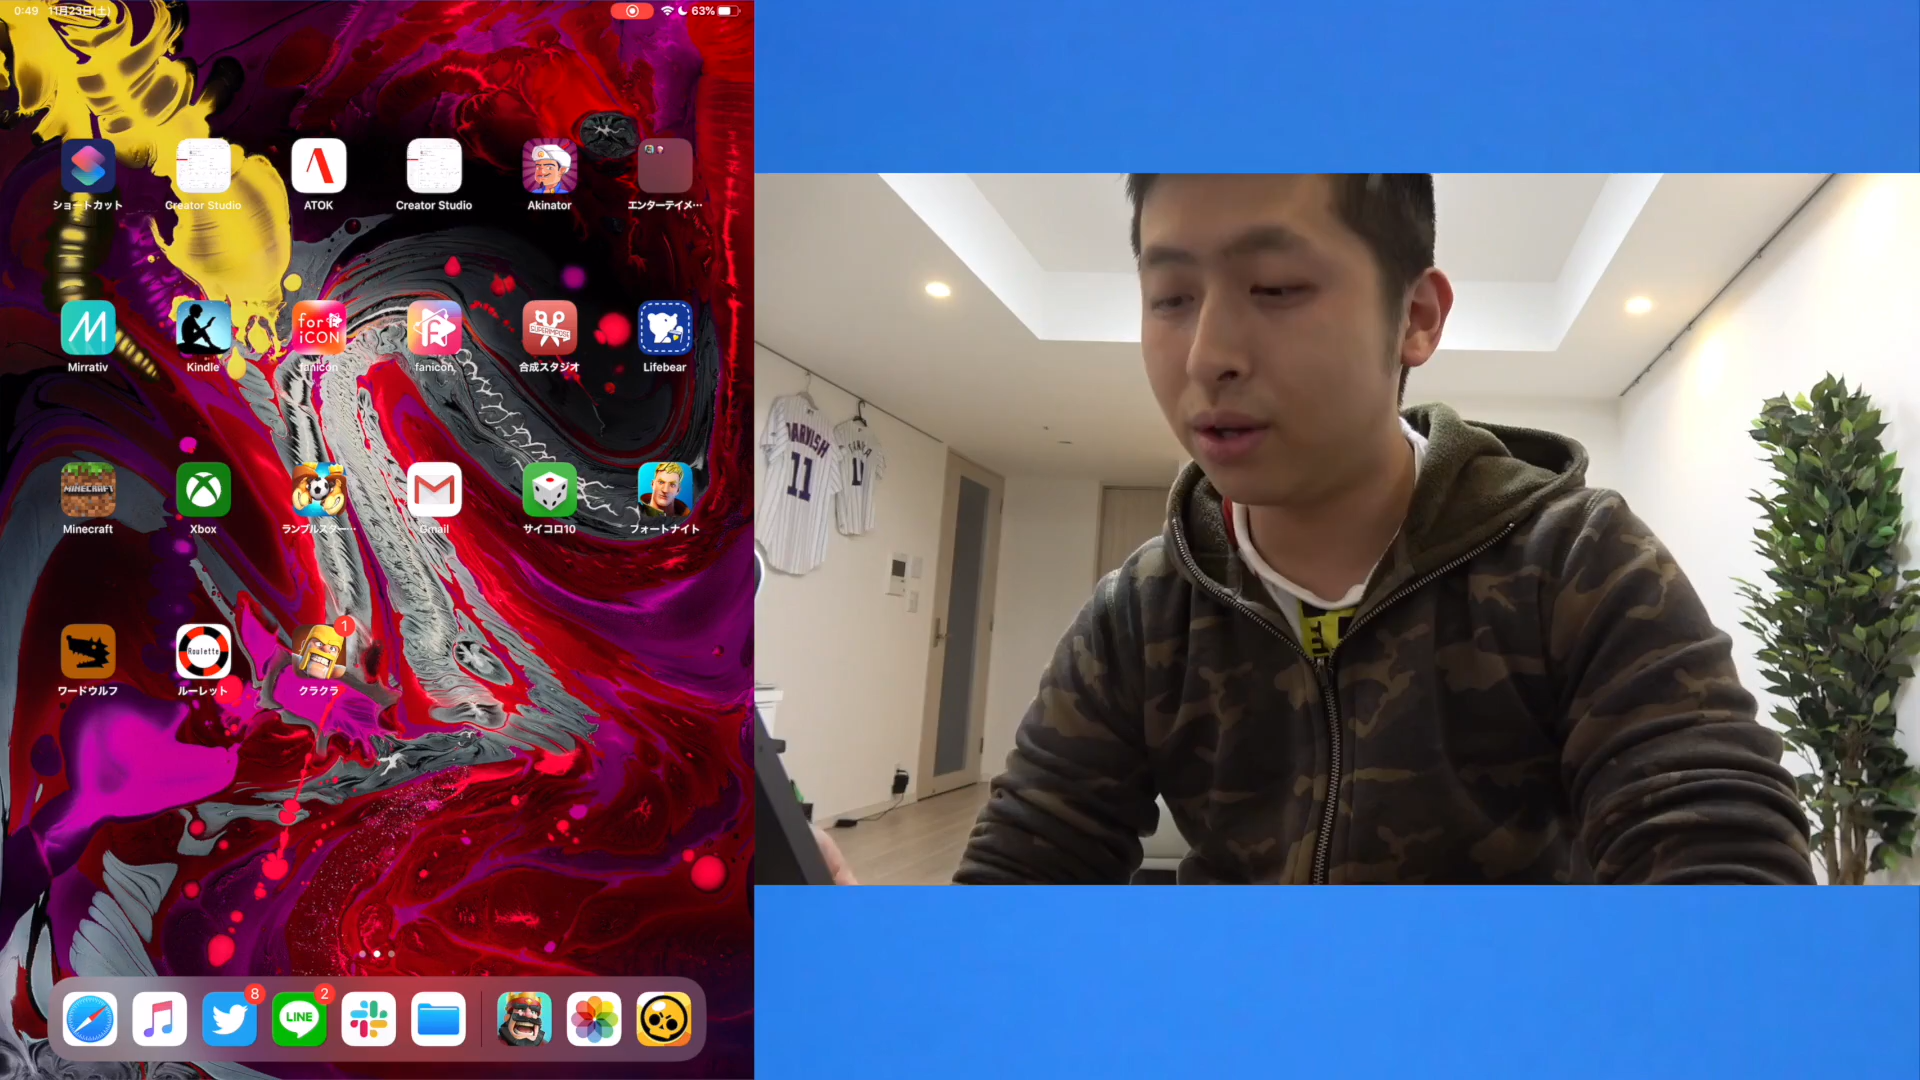 0:49 11月23日(土)
63%
ショートカット
Creator Studio
ATOK
Creator Studio
Akinator
エンターテイメ…
for
iCON
SUPERIMPOSE
Mirrativ
Kindle
fanicon
fanicon
合成スタジオ
Lifebear
MINECRAFT
Minecraft
Xbox
ランブルスター…
Gmail
サイコロ10
フォートナイト
Roulette
1
ワードウルフ
ルーレット
クラクラ
8
2
LINE
DARVISH
11